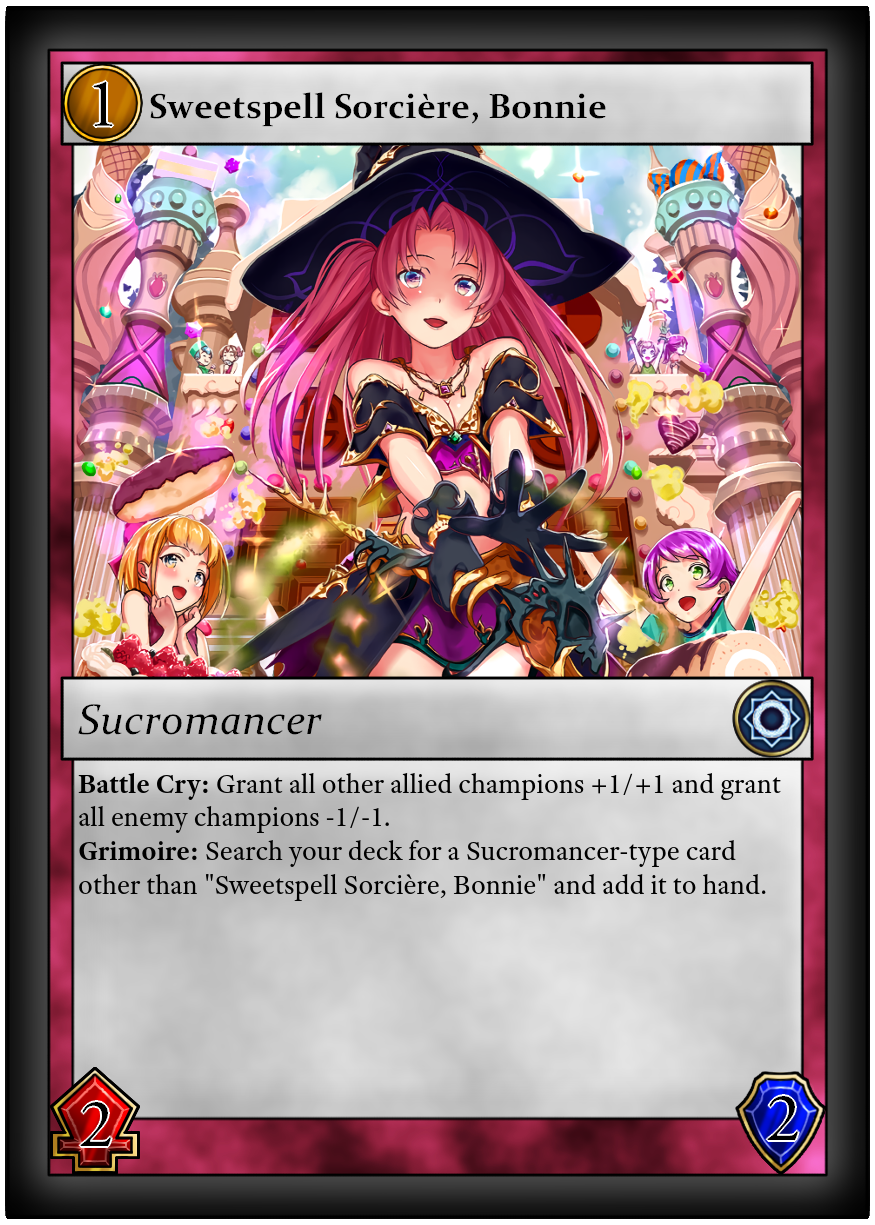 1
Sweetspell Sorcière, Bonnie
Sucromancer
Battle Cry: Grant all other allied champions +1/+1 and grant
all enemy champions -1/-1.
Grimoire: Search your deck for a Sucromancer-type card
other than "Sweetspell Sorcière, Bonnie" and add it to hand.
2
2